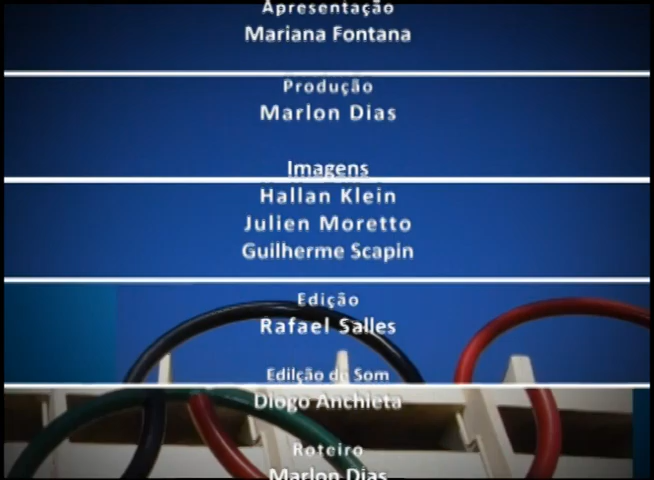 Apresentação
Mariana Fontana
Produção
Marlon Dias
Imagens
Hallan Klein
Julien Moretto
Guilherme Scapin
Edição
Rafael Salles
Edilção de Som
Diogo Anchieta
Roteiro
Marlon Dias